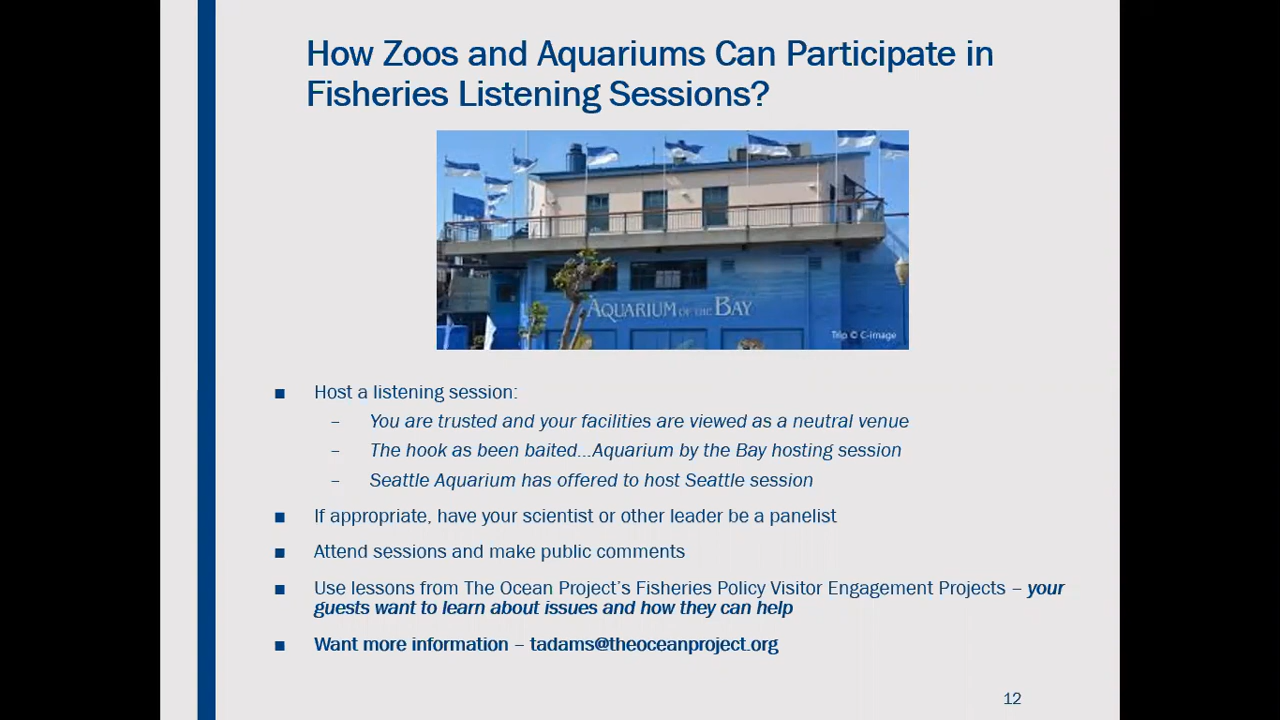 How Zoos and Aquariums Can Participate in
Fisheries Listening Sessions?
AQUARIUM OF THE BAY
Trip © C-image
■ Host a listening session:
– You are trusted and your facilities are viewed as a neutral venue
– The hook as been baited...Aquarium by the Bay hosting session
– Seattle Aquarium has offered to host Seattle session
■ If appropriate, have your scientist or other leader be a panelist
■ Attend sessions and make public comments
■ Use lessons from The Ocean Project's Fisheries Policy Visitor Engagement Projects – your
guests want to learn about issues and how they can help
■ Want more information – tadams@theoceanproject.org
12